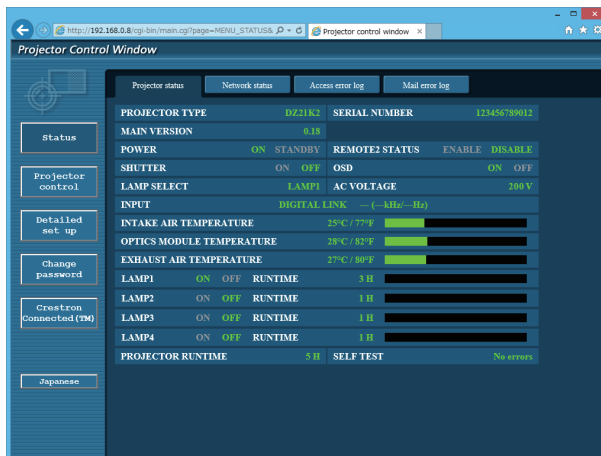 http://192.168.0.8/cgi-bin/main.cgi?page=MENU_STATUS&
Projector control window
Projector Control Window
Projector status Network status Access error log Mail error log
PROJECTOR TYPE DZ21K2 SERIAL NUMBER 123456789012
MAIN VERSION 0.18
Status
POWER ON STANDBY REMOTE2 STATUS ENABLE DISABLE
SHUTTER ON OFF OSD ON OFF
Projector control
LAMP SELECT LAMP1 AC VOLTAGE 200 V
INPUT DIGITAL LINK — (—kHz/—Hz)
Detailed set up
INTAKE AIR TEMPERATURE 25°C / 77°F
OPTICS MODULE TEMPERATURE 28°C / 82°F
EXHAUST AIR TEMPERATURE 27°C / 80°F
Change password
LAMP1 ON OFF RUNTIME 3 H
LAMP2 ON OFF RUNTIME 1 H
Crestron Connected(TM)
LAMP3 ON OFF RUNTIME 1 H
LAMP4 ON OFF RUNTIME 1 H
PROJECTOR RUNTIME 5 H SELF TEST No errors
Japanese